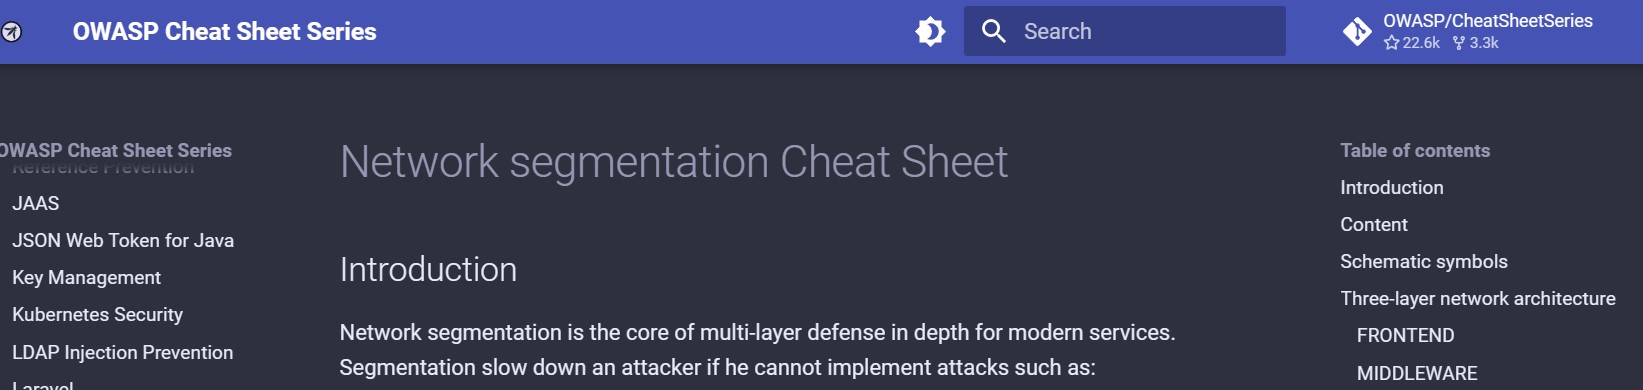 OWASP Cheat Sheet Series
Search
OWASP/CheatSheetSeries
22.6k 3.3k
OWASP Cheat Sheet Series
Reference Prevention
JAAS
JSON Web Token for Java
Key Management
Kubernetes Security
LDAP Injection Prevention
Laravel
Network segmentation Cheat Sheet
Introduction
Network segmentation is the core of multi-layer defense in depth for modern services.
Segmentation slow down an attacker if he cannot implement attacks such as:
Table of contents
Introduction
Content
Schematic symbols
Three-layer network architecture
FRONTEND
MIDDLEWARE